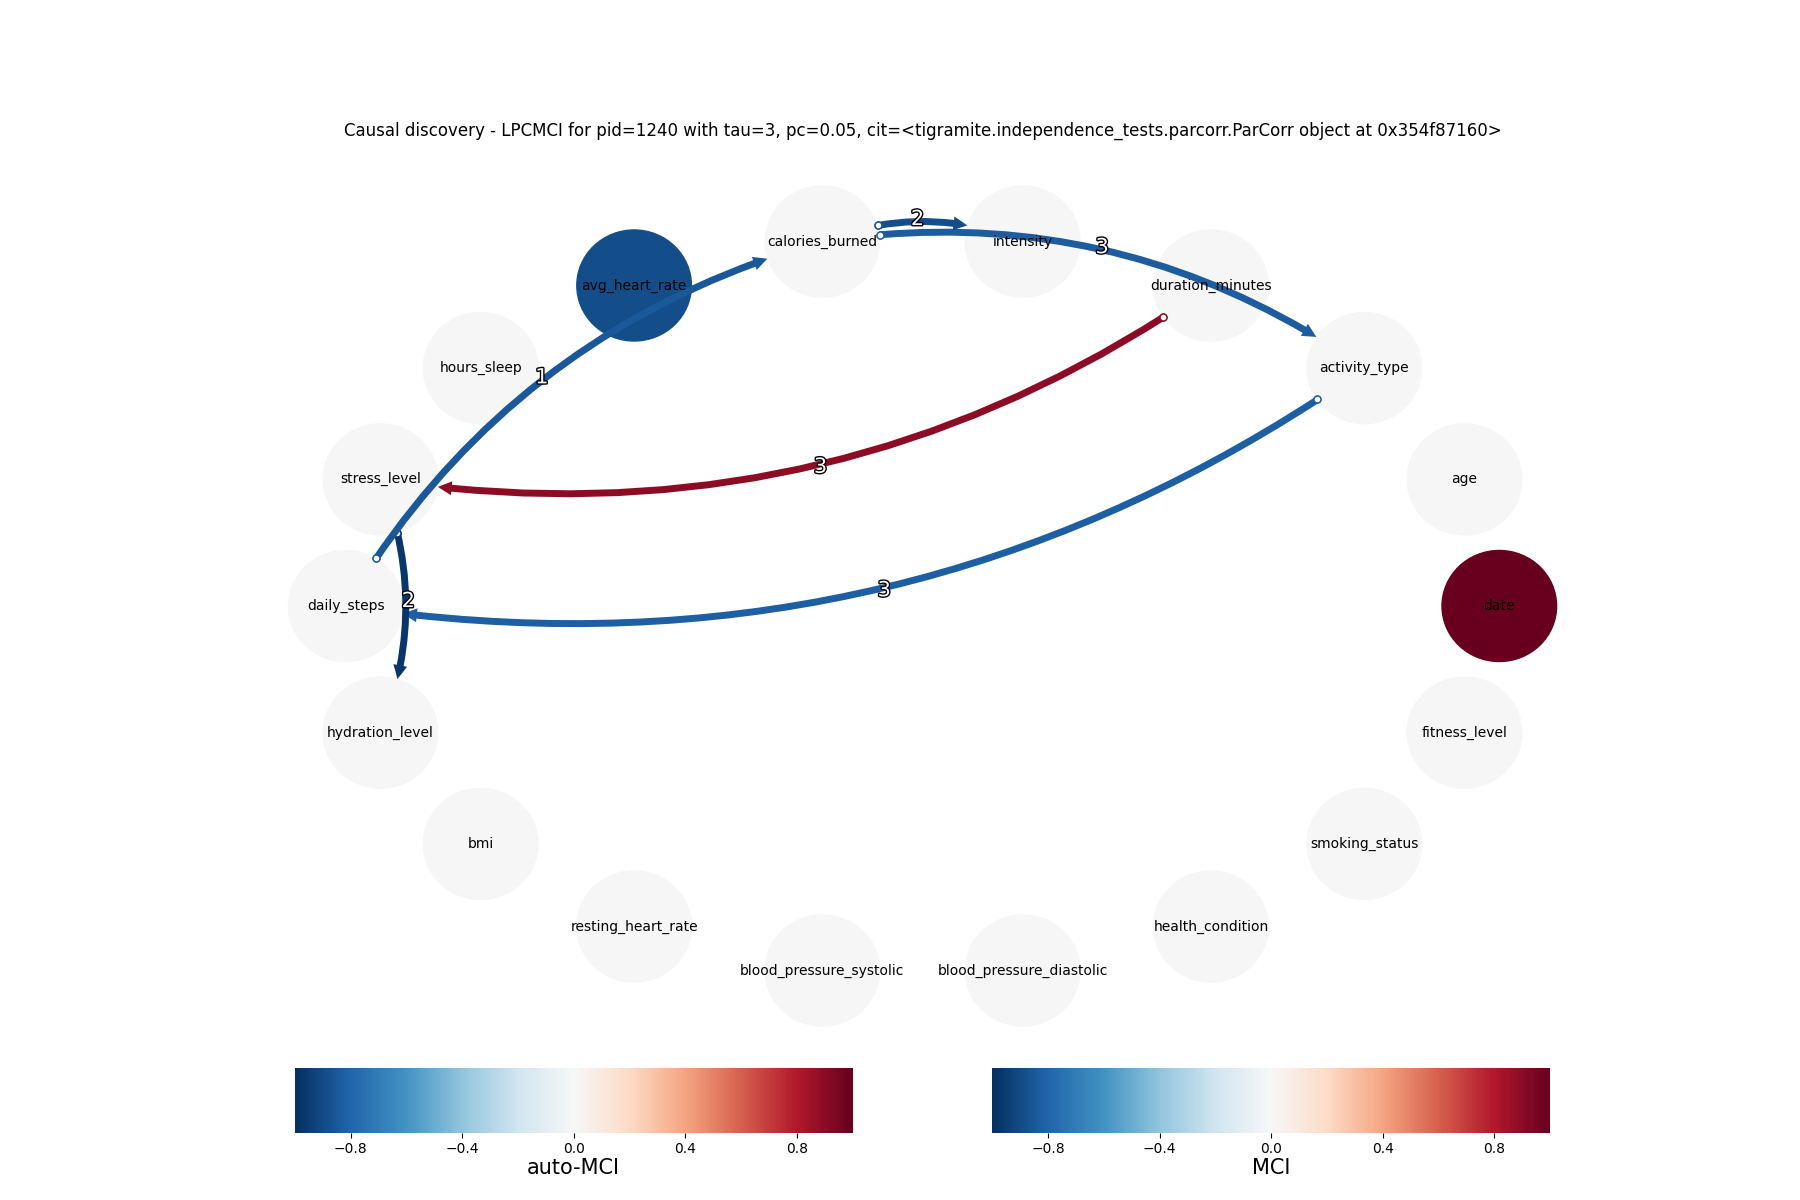 Causal discovery - LPCMCI for pid=1240 with tau=3, pc=0.05, cit=<tigramite.independence_tests.parcorr.ParCorr object at 0x354f87160>
2
calories_burned
intensity
3
avg_heart_rate
duration_minutes
hours_sleep
1
activity_type
3
stress_level
age
3
2
daily_steps
date
hydration_level
fitness_level
bmi
smoking_status
resting_heart_rate
health_condition
blood_pressure_systolic
blood_pressure_diastolic
−0.8 −0.4 0.0 0.4 0.8
auto-MCI
−0.8 −0.4 0.0 0.4 0.8
MCI